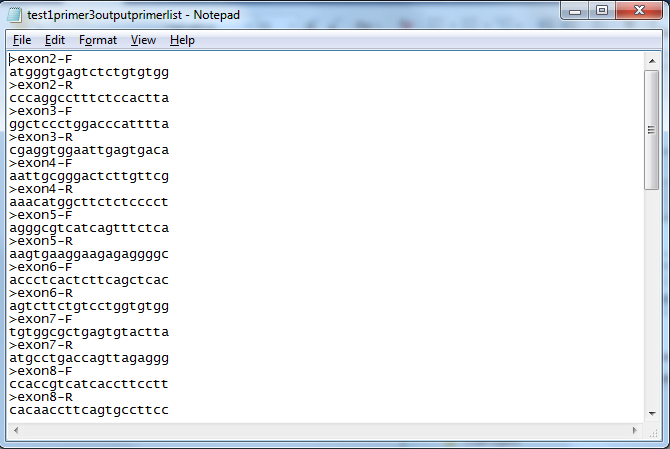 test1primer3outputprimerlist - Notepad
File Edit Format View Help
>exon2-F
atgggtgagtctctgtgtgg
>exon2-R
cccaggcctttctccactta
>exon3-F
ggctccctggacccatttta
>exon3-R
cgaggtggaattgagtgaca
>exon4-F
aattgcgggactcttgttcg
>exon4-R
aaacatggcttctctcccct
>exon5-F
agggcgtcatcagtttctca
>exon5-R
aagtgaaggaagagaggggc
>exon6-F
accctcactcttcagctcac
>exon6-R
agtcttctgtcctggtgtgg
>exon7-F
tgtggcgctgagtgtactta
>exon7-R
atgcctgaccagttagaggg
>exon8-F
ccaccgtcatcaccttcctt
>exon8-R
cacaaccttcagtgccttcc